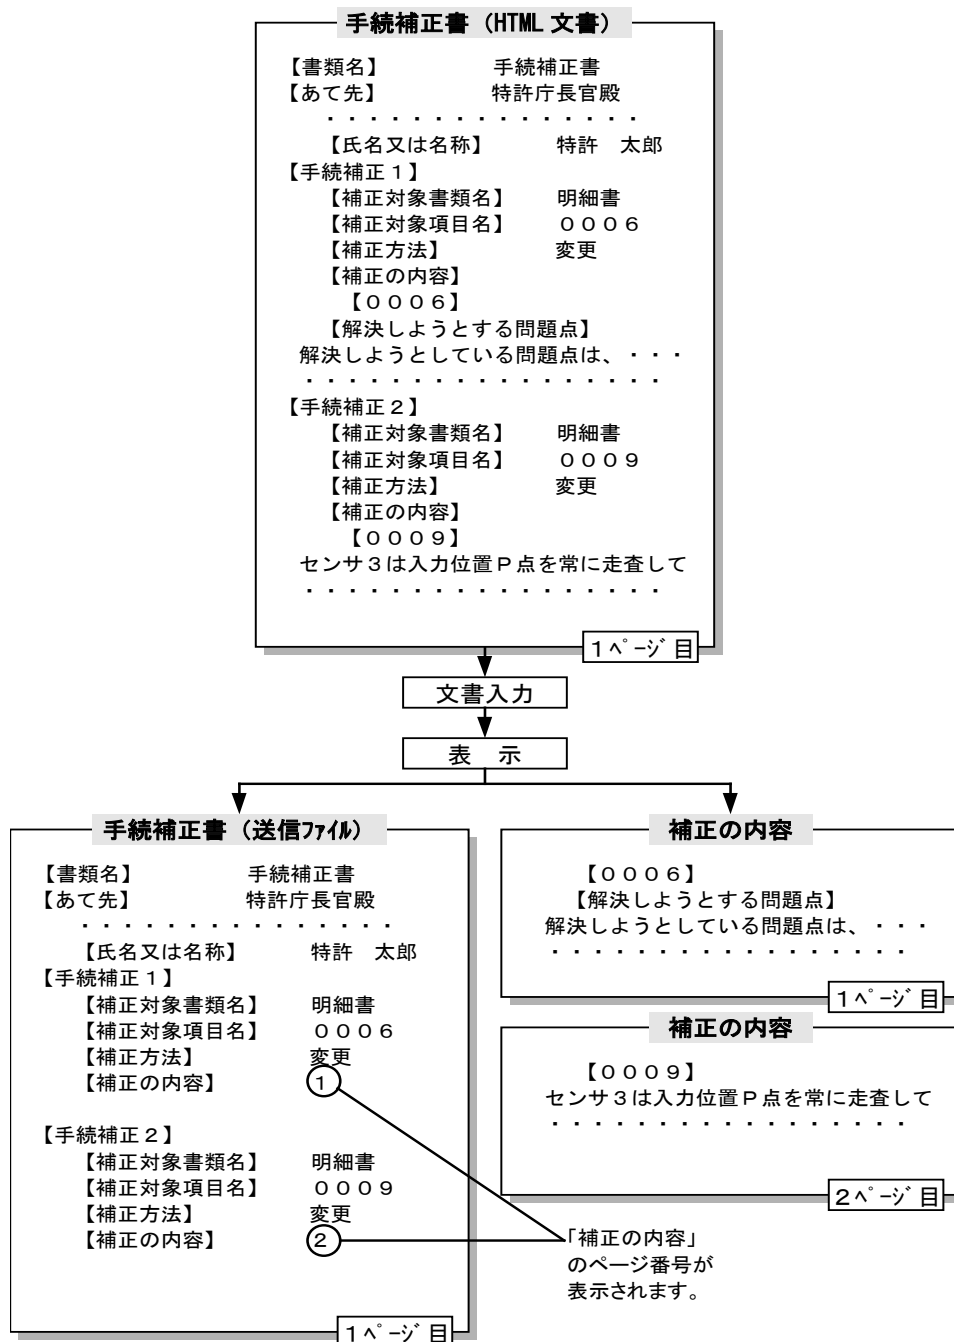 手続補正書（HTML 文書）
【書類名】　　　　　手続補正書
【あて先】　　　　　特許庁長官殿
・・・・・・・・・・・・・・・
【氏名又は名称】　　　特許　太郎
【手続補正１】
【補正対象書類名】　　明細書
【補正対象項目名】　　０００６
【補正方法】　　　　　変更
【補正の内容】
【０００６】
【解決しようとする問題点】
解決しようとしている問題点は、・・・
・・・・・・・・・・・・・・・・・
【手続補正２】
【補正対象書類名】　　明細書
【補正対象項目名】　　０００９
【補正方法】　　　　　変更
【補正の内容】
【０００９】
センサ３は入力位置Ｐ点を常に走査して
・・・・・・・・・・・・・・・・・
１ﾍﾟｰｼﾞ目
文書入力
表　示
手続補正書（送信ﾌｧｲﾙ）
【書類名】　　　　　手続補正書
【あて先】　　　　　特許庁長官殿
・・・・・・・・・・・・・・・
【氏名又は名称】　　　特許　太郎
【手続補正１】
【補正対象書類名】　　明細書
【補正対象項目名】　　０００６
【補正方法】　　　　　変更
【補正の内容】　　　　１
【手続補正２】
【補正対象書類名】　　明細書
【補正対象項目名】　　０００９
【補正方法】　　　　　変更
【補正の内容】　　　　２
１ﾍﾟｰｼﾞ目
補正の内容
【０００６】
【解決しようとする問題点】
解決しようとしている問題点は、・・・
・・・・・・・・・・・・・・・・・
１ﾍﾟｰｼﾞ目
補正の内容
【０００９】
センサ３は入力位置Ｐ点を常に走査して
・・・・・・・・・・・・・・・・・
２ﾍﾟｰｼﾞ目
「補正の内容」
のページ番号が
表示されます。